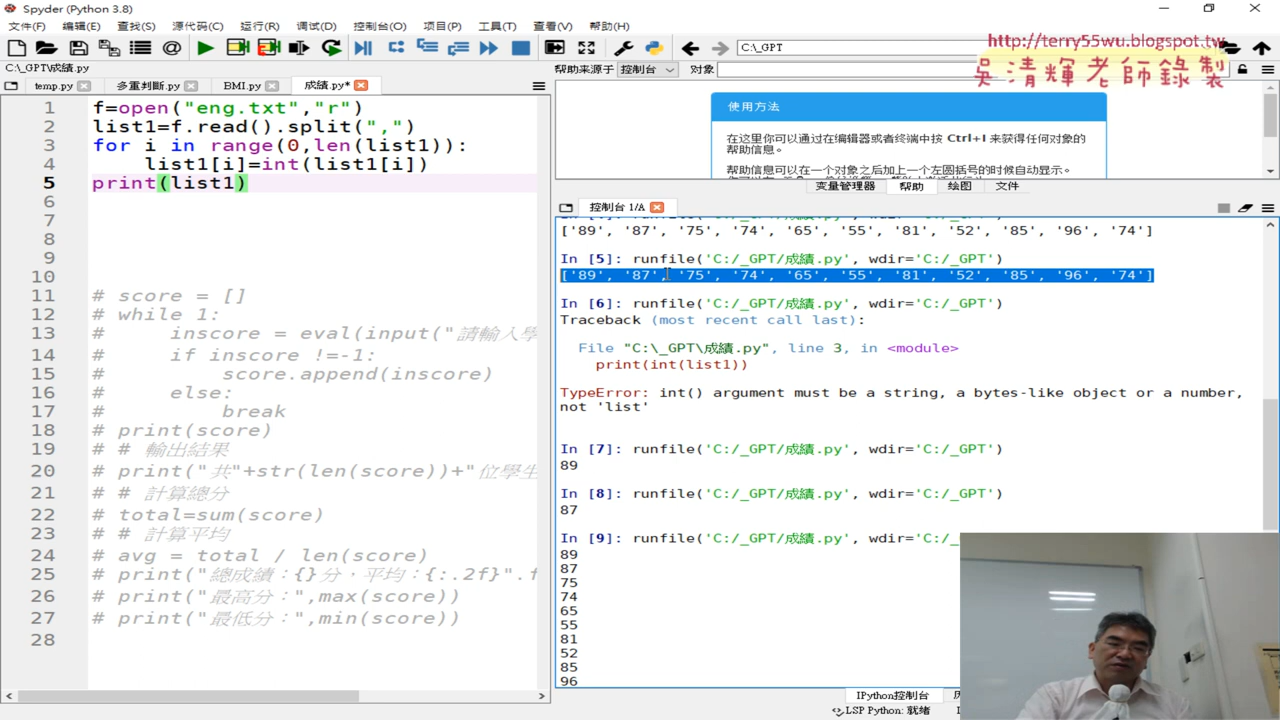 Spyder (Python 3.8)
文件(F) 编辑(E) 查找(S) 源代码(C) 运行(R) 调试(D) 控制台(O) 项目(P) 工具(T) 查看(V) 帮助(H)
C:\_GPT
http://terry55wu.blogspot.tw
吳清輝老師錄製
C:\_GPT\成績.py
temp.py 多重判斷.py BMI.py 成績.py*
1 f=open("eng.txt","r")
2 list1=f.read().split(",")
3 for i in range(0,len(list1)):
4 list1[i]=int(list1[i])
5 print(list1)
6
7
8
9
10
11 # score = []
12 # while 1:
13 # inscore = eval(input("請輸入學
14 # if inscore !=-1:
15 # score.append(inscore)
16 # else:
17 # break
18 # print(score)
19 # # 輸出結果
20 # print("共"+str(len(score))+"位學生
21 # # 計算總分
22 # total=sum(score)
23 # # 計算平均
24 # avg = total / len(score)
25 # print("總成績：{}分，平均：{:.2f}".f
26 # print("最高分：",max(score))
27 # print("最低分：",min(score))
28
帮助来源于 控制台 对象
使用方法
在这里你可以通过在编辑器或者终端中按 Ctrl+I 来获得任何对象的
帮助信息。
帮助信息可以在一个对象之后加上一个左圆括号的时候自动显示。
变量管理器 帮助 绘图 文件
控制台 1/A
['89', '87', '75', '74', '65', '55', '81', '52', '85', '96', '74']
In [5]: runfile('C:/_GPT/成績.py', wdir='C:/_GPT')
['89', '87', '75', '74', '65', '55', '81', '52', '85', '96', '74']
In [6]: runfile('C:/_GPT/成績.py', wdir='C:/_GPT')
Traceback (most recent call last):
File "C:\_GPT\成績.py", line 3, in <module>
print(int(list1))
TypeError: int() argument must be a string, a bytes-like object or a number,
not 'list'
In [7]: runfile('C:/_GPT/成績.py', wdir='C:/_GPT')
89
In [8]: runfile('C:/_GPT/成績.py', wdir='C:/_GPT')
87
In [9]: runfile('C:/_GPT/成績.py', wdir='C:/_
89
87
75
74
65
55
81
52
85
96
IPython控制台
LSP Python: 就绪